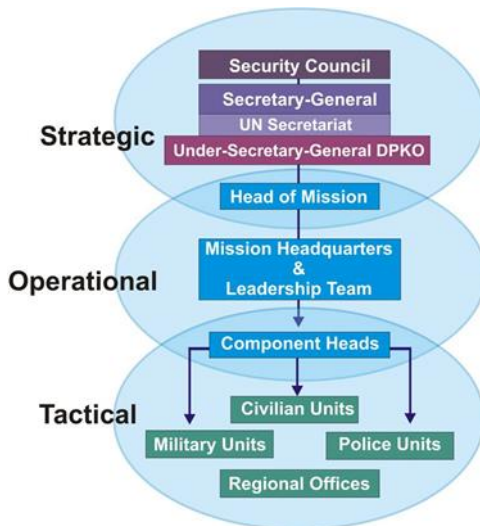 Security Council
Secretary-General
UN Secretariat
Strategic
Under-Secretary-General DPKO
Head of Mission
Mission Headquarters
&
Leadership Team
Operational
Component Heads
Civilian Units
Tactical
Military Units
Police Units
Regional Offices